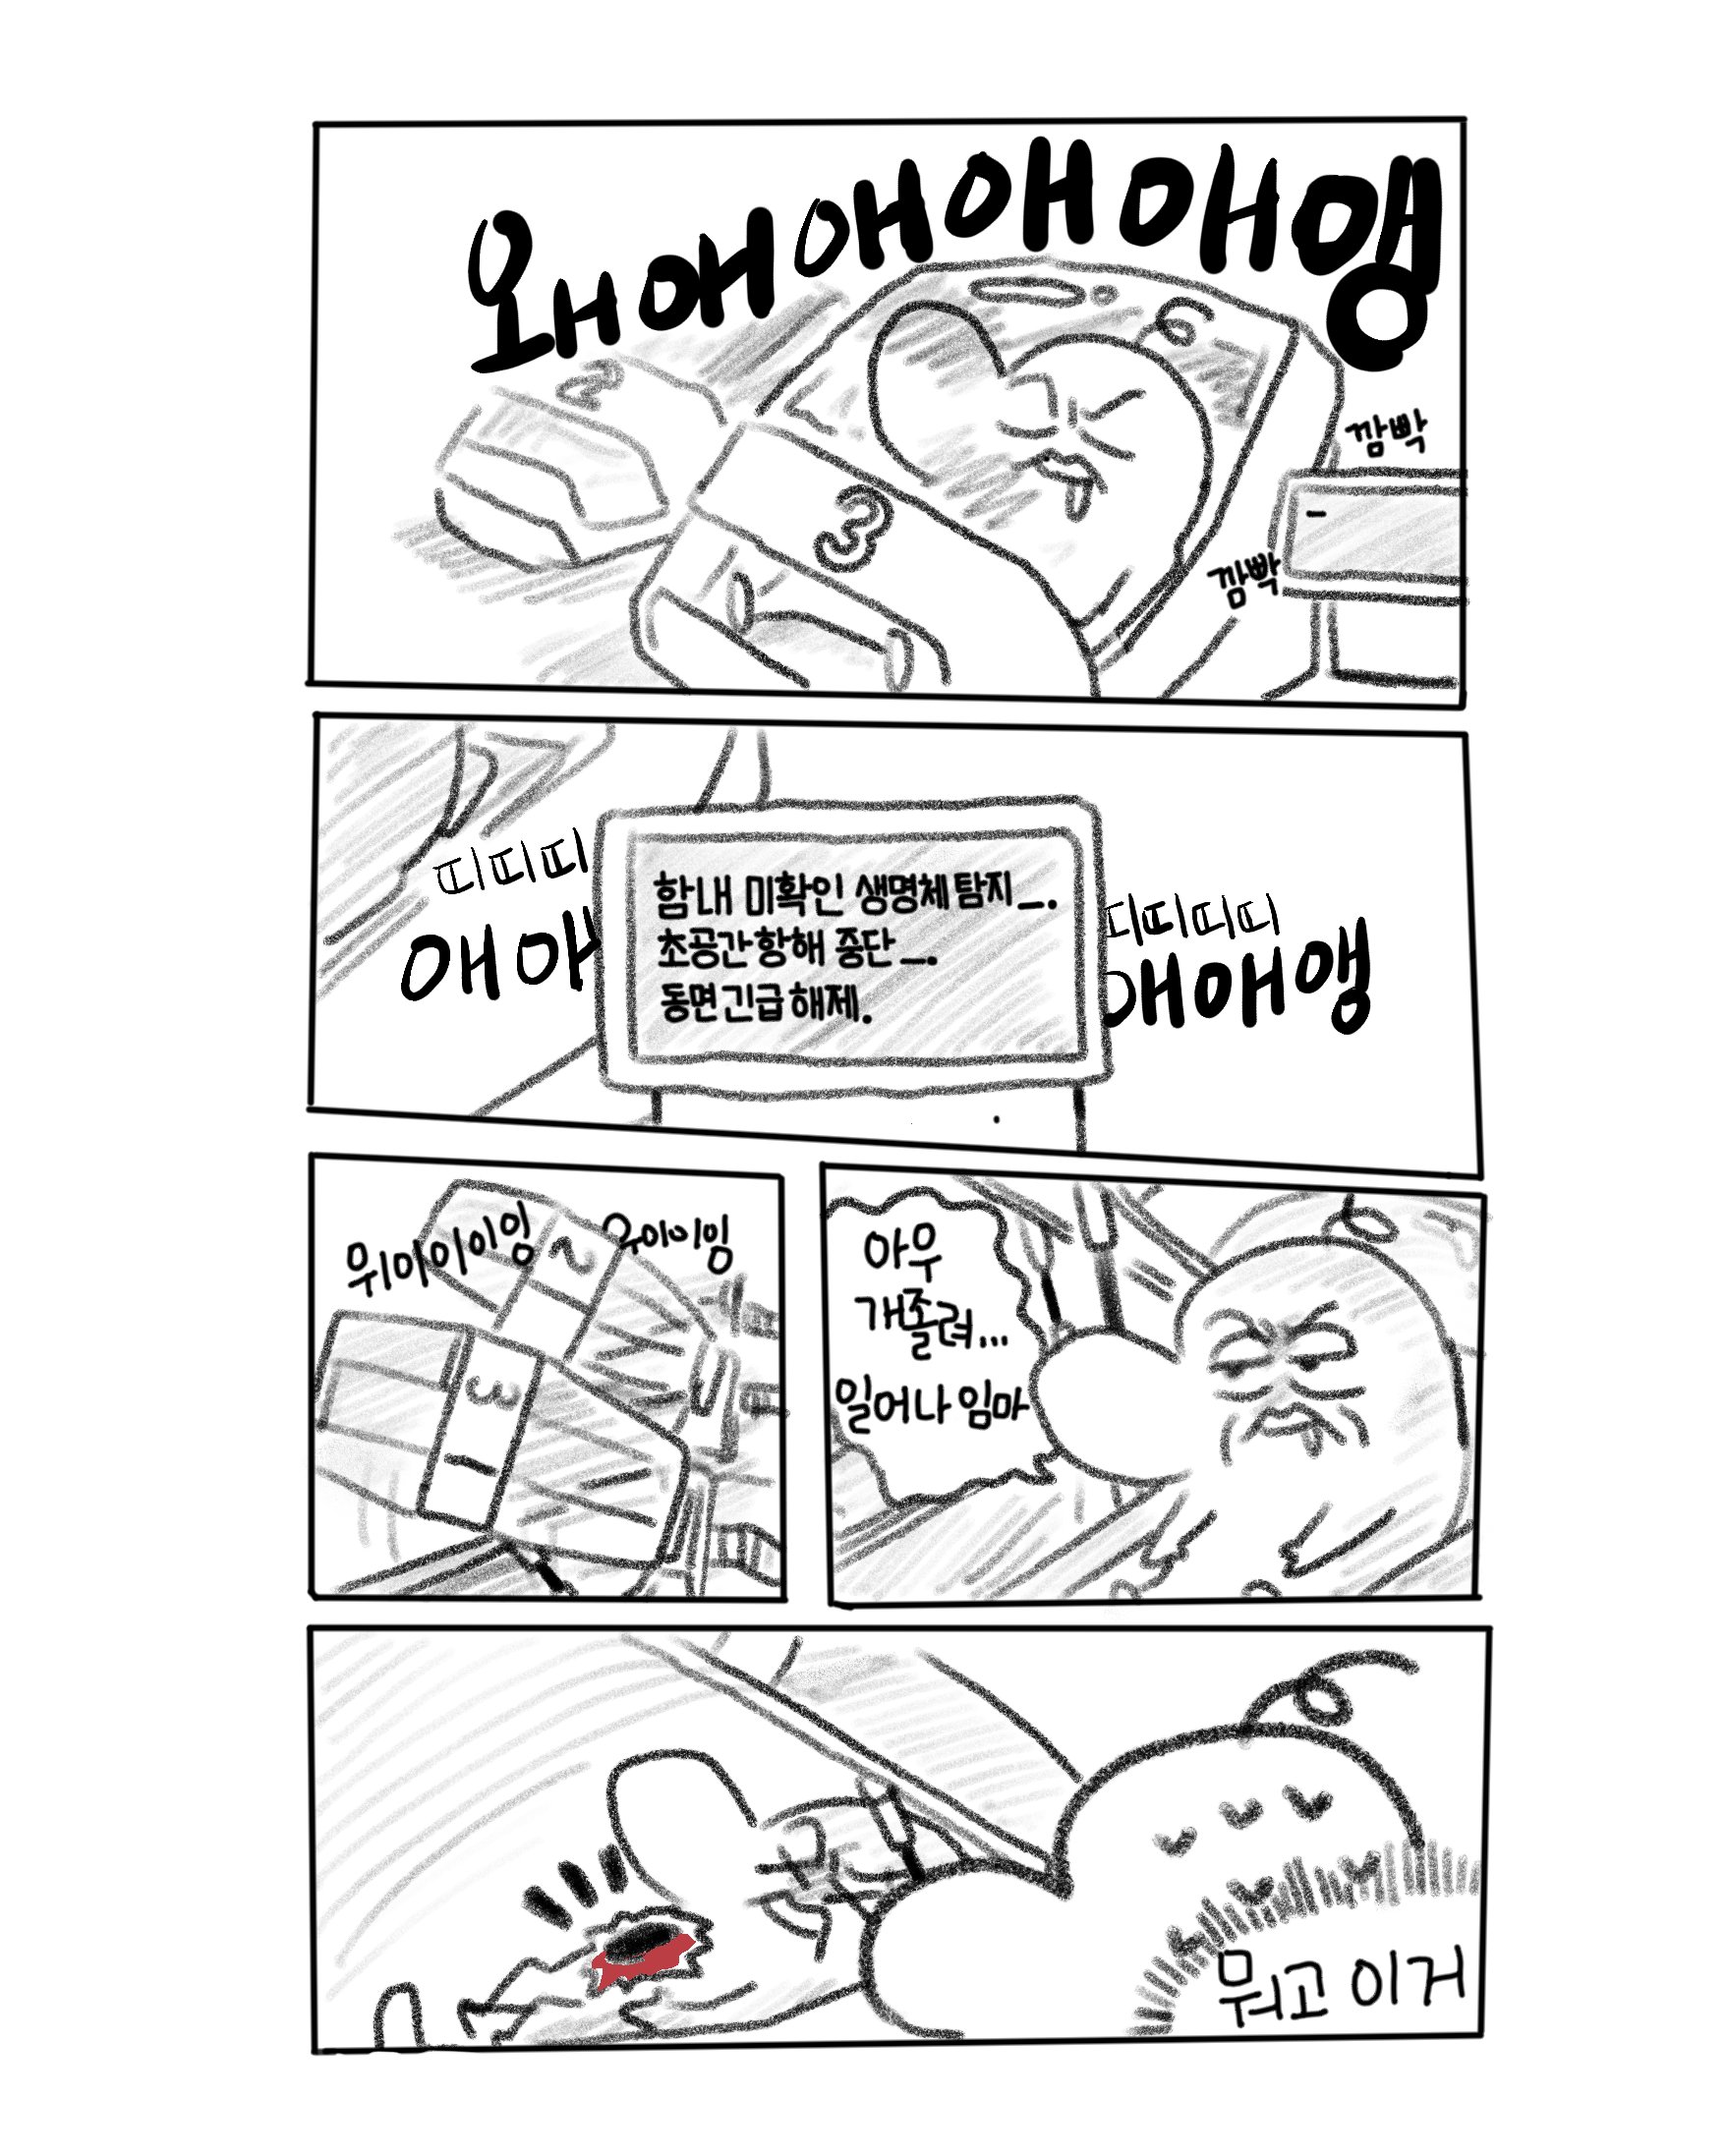 왜애애애애앵
2
3
깜빡
깜빡
띠띠띠
애애
함내 미확인 생명체 탐지_.
초공간 항해 중단_.
동면 긴급 해제.
띠띠띠띠
애애앵
위이이이잉
2
우이이잉
3
아우
개졸려...
일어나 임마
뭐고 이거